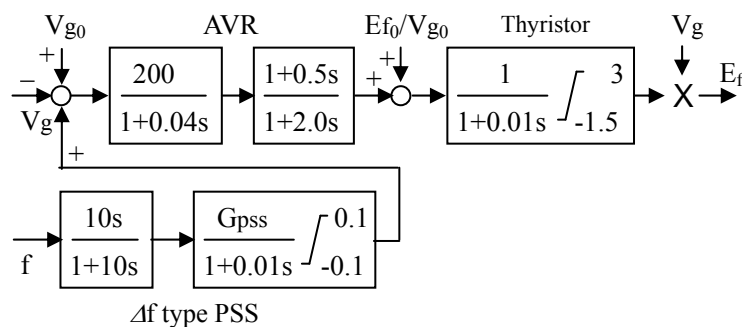 Vg0 AVR Ef0/Vg0 Thyristor Vg
+ + 
− 200 1+0.5s + 1 3 Ef
1+0.04s 1+2.0s 1+0.01s -1.5 X
Vg
+
10s Gpss 0.1
f 1+10s 1+0.01s -0.1
Δf type PSS